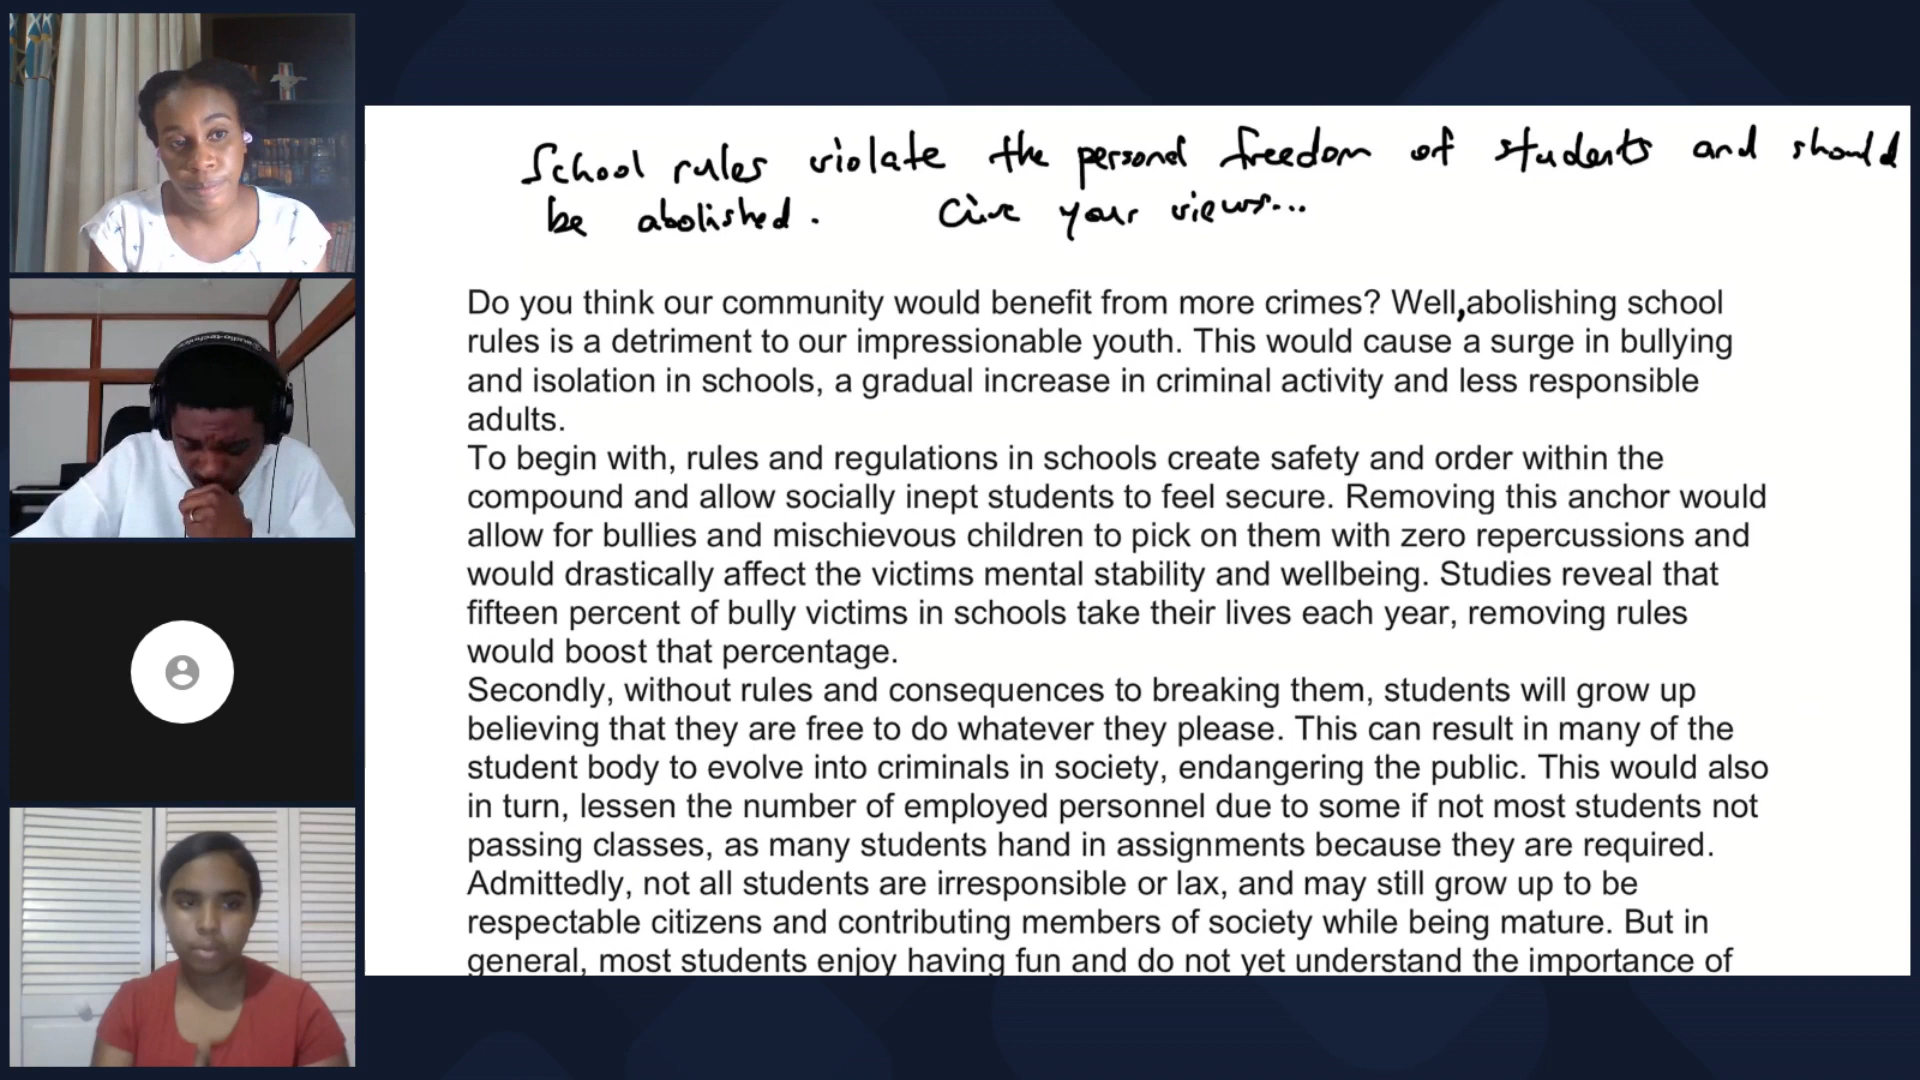 School rules violate the personal freedom of students and should
be abolished. Give your views...
Do you think our community would benefit from more crimes? Well,abolishing school
rules is a detriment to our impressionable youth. This would cause a surge in bullying
and isolation in schools, a gradual increase in criminal activity and less responsible
adults.
To begin with, rules and regulations in schools create safety and order within the
compound and allow socially inept students to feel secure. Removing this anchor would
allow for bullies and mischievous children to pick on them with zero repercussions and
would drastically affect the victims mental stability and wellbeing. Studies reveal that
fifteen percent of bully victims in schools take their lives each year, removing rules
would boost that percentage.
Secondly, without rules and consequences to breaking them, students will grow up
believing that they are free to do whatever they please. This can result in many of the
student body to evolve into criminals in society, endangering the public. This would also
in turn, lessen the number of employed personnel due to some if not most students not
passing classes, as many students hand in assignments because they are required.
Admittedly, not all students are irresponsible or lax, and may still grow up to be
respectable citizens and contributing members of society while being mature. But in
general, most students enjoy having fun and do not yet understand the importance of